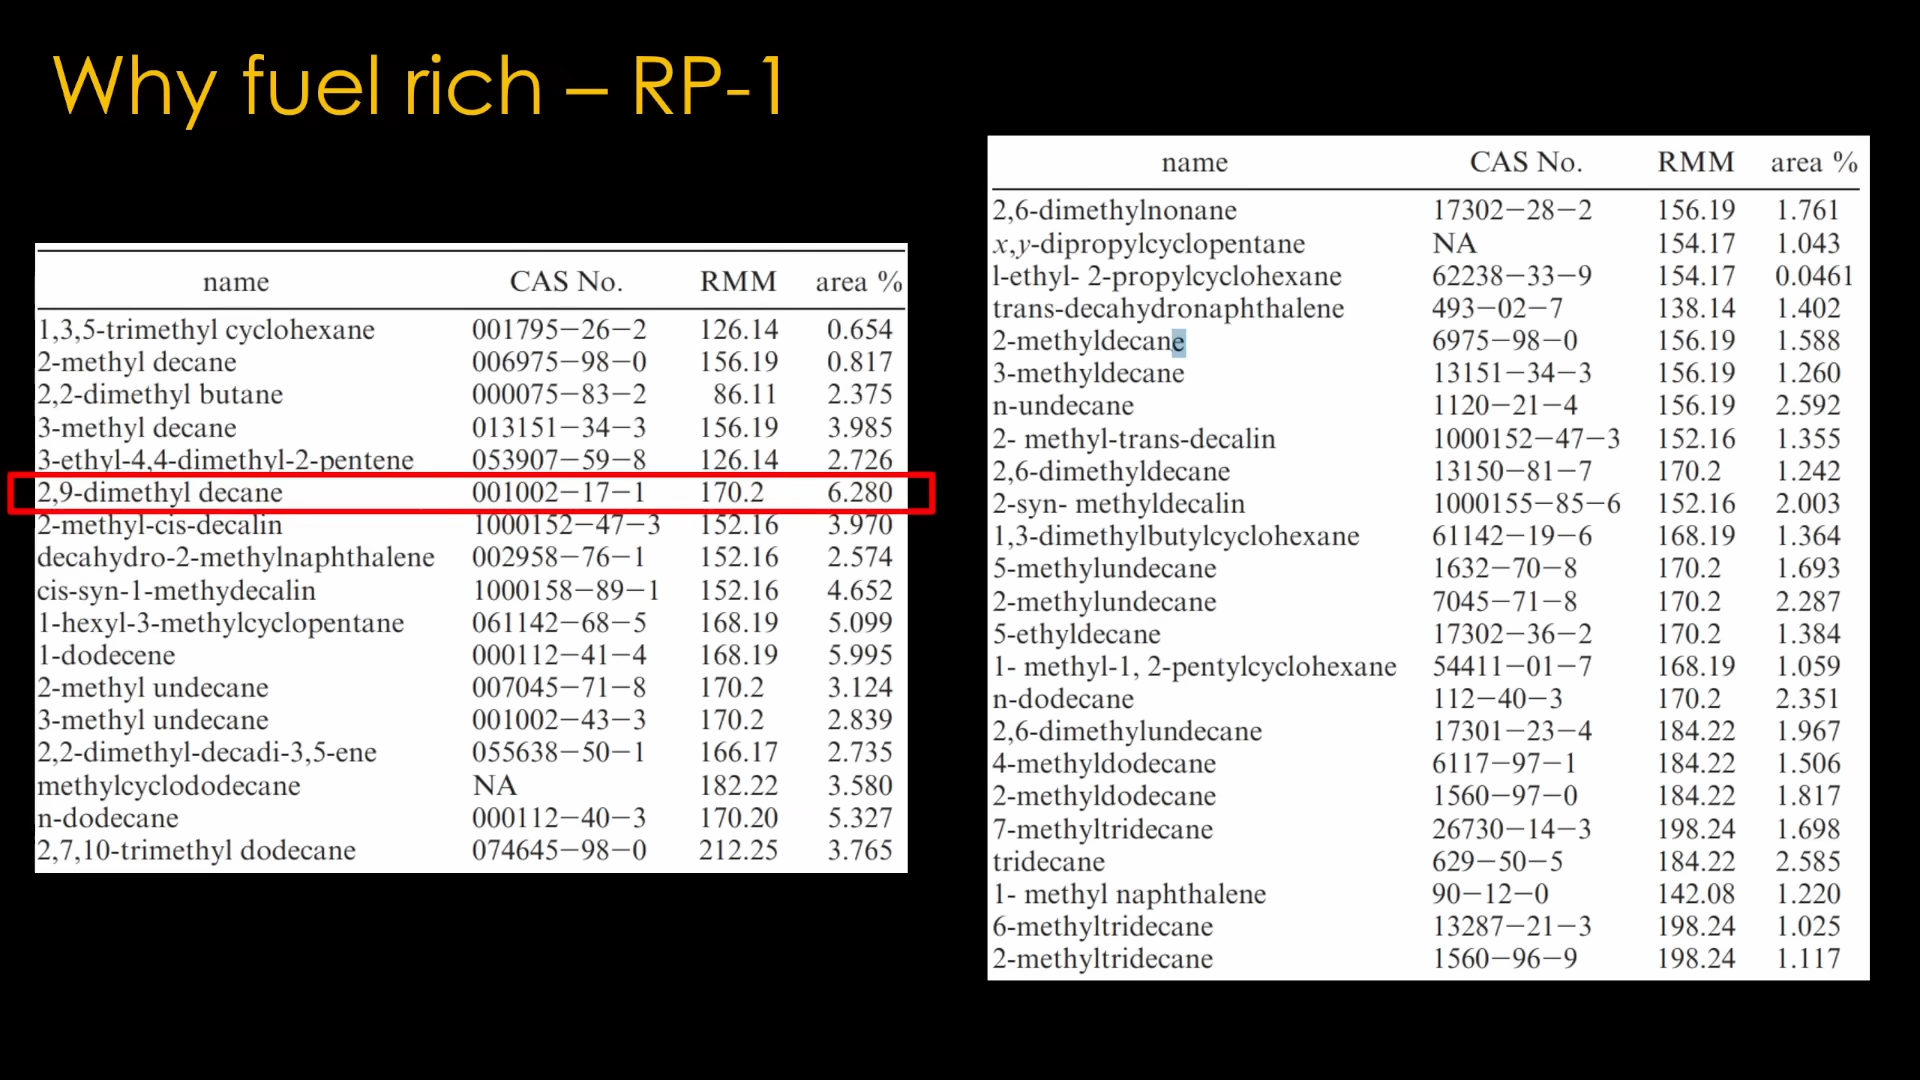 Why fuel rich – RP-1
name CAS No. RMM area %
1,3,5-trimethyl cyclohexane 001795−26−2 126.14 0.654
2-methyl decane 006975−98−0 156.19 0.817
2,2-dimethyl butane 000075−83−2 86.11 2.375
3-methyl decane 013151−34−3 156.19 3.985
3-ethyl-4,4-dimethyl-2-pentene 053907−59−8 126.14 2.726
2,9-dimethyl decane 001002−17−1 170.2 6.280
2-methyl-cis-decalin 1000152−47−3 152.16 3.970
decahydro-2-methylnaphthalene 002958−76−1 152.16 2.574
cis-syn-1-methydecalin 1000158−89−1 152.16 4.652
1-hexyl-3-methylcyclopentane 061142−68−5 168.19 5.099
1-dodecene 000112−41−4 168.19 5.995
2-methyl undecane 007045−71−8 170.2 3.124
3-methyl undecane 001002−43−3 170.2 2.839
2,2-dimethyl-decadi-3,5-ene 055638−50−1 166.17 2.735
methylcyclododecane NA 182.22 3.580
n-dodecane 000112−40−3 170.20 5.327
2,7,10-trimethyl dodecane 074645−98−0 212.25 3.765
name CAS No. RMM area %
2,6-dimethylnonane 17302−28−2 156.19 1.761
x,y-dipropylcyclopentane NA 154.17 1.043
l-ethyl- 2-propylcyclohexane 62238−33−9 154.17 0.0461
trans-decahydronaphthalene 493−02−7 138.14 1.402
2-methyldecane 6975−98−0 156.19 1.588
3-methyldecane 13151−34−3 156.19 1.260
n-undecane 1120−21−4 156.19 2.592
2- methyl-trans-decalin 1000152−47−3 152.16 1.355
2,6-dimethyldecane 13150−81−7 170.2 1.242
2-syn- methyldecalin 1000155−85−6 152.16 2.003
1,3-dimethylbutylcyclohexane 61142−19−6 168.19 1.364
5-methylundecane 1632−70−8 170.2 1.693
2-methylundecane 7045−71−8 170.2 2.287
5-ethyldecane 17302−36−2 170.2 1.384
1- methyl-1, 2-pentylcyclohexane 54411−01−7 168.19 1.059
n-dodecane 112−40−3 170.2 2.351
2,6-dimethylundecane 17301−23−4 184.22 1.967
4-methyldodecane 6117−97−1 184.22 1.506
2-methyldodecane 1560−97−0 184.22 1.817
7-methyltridecane 26730−14−3 198.24 1.698
tridecane 629−50−5 184.22 2.585
1- methyl naphthalene 90−12−0 142.08 1.220
6-methyltridecane 13287−21−3 198.24 1.025
2-methyltridecane 1560−96−9 198.24 1.117